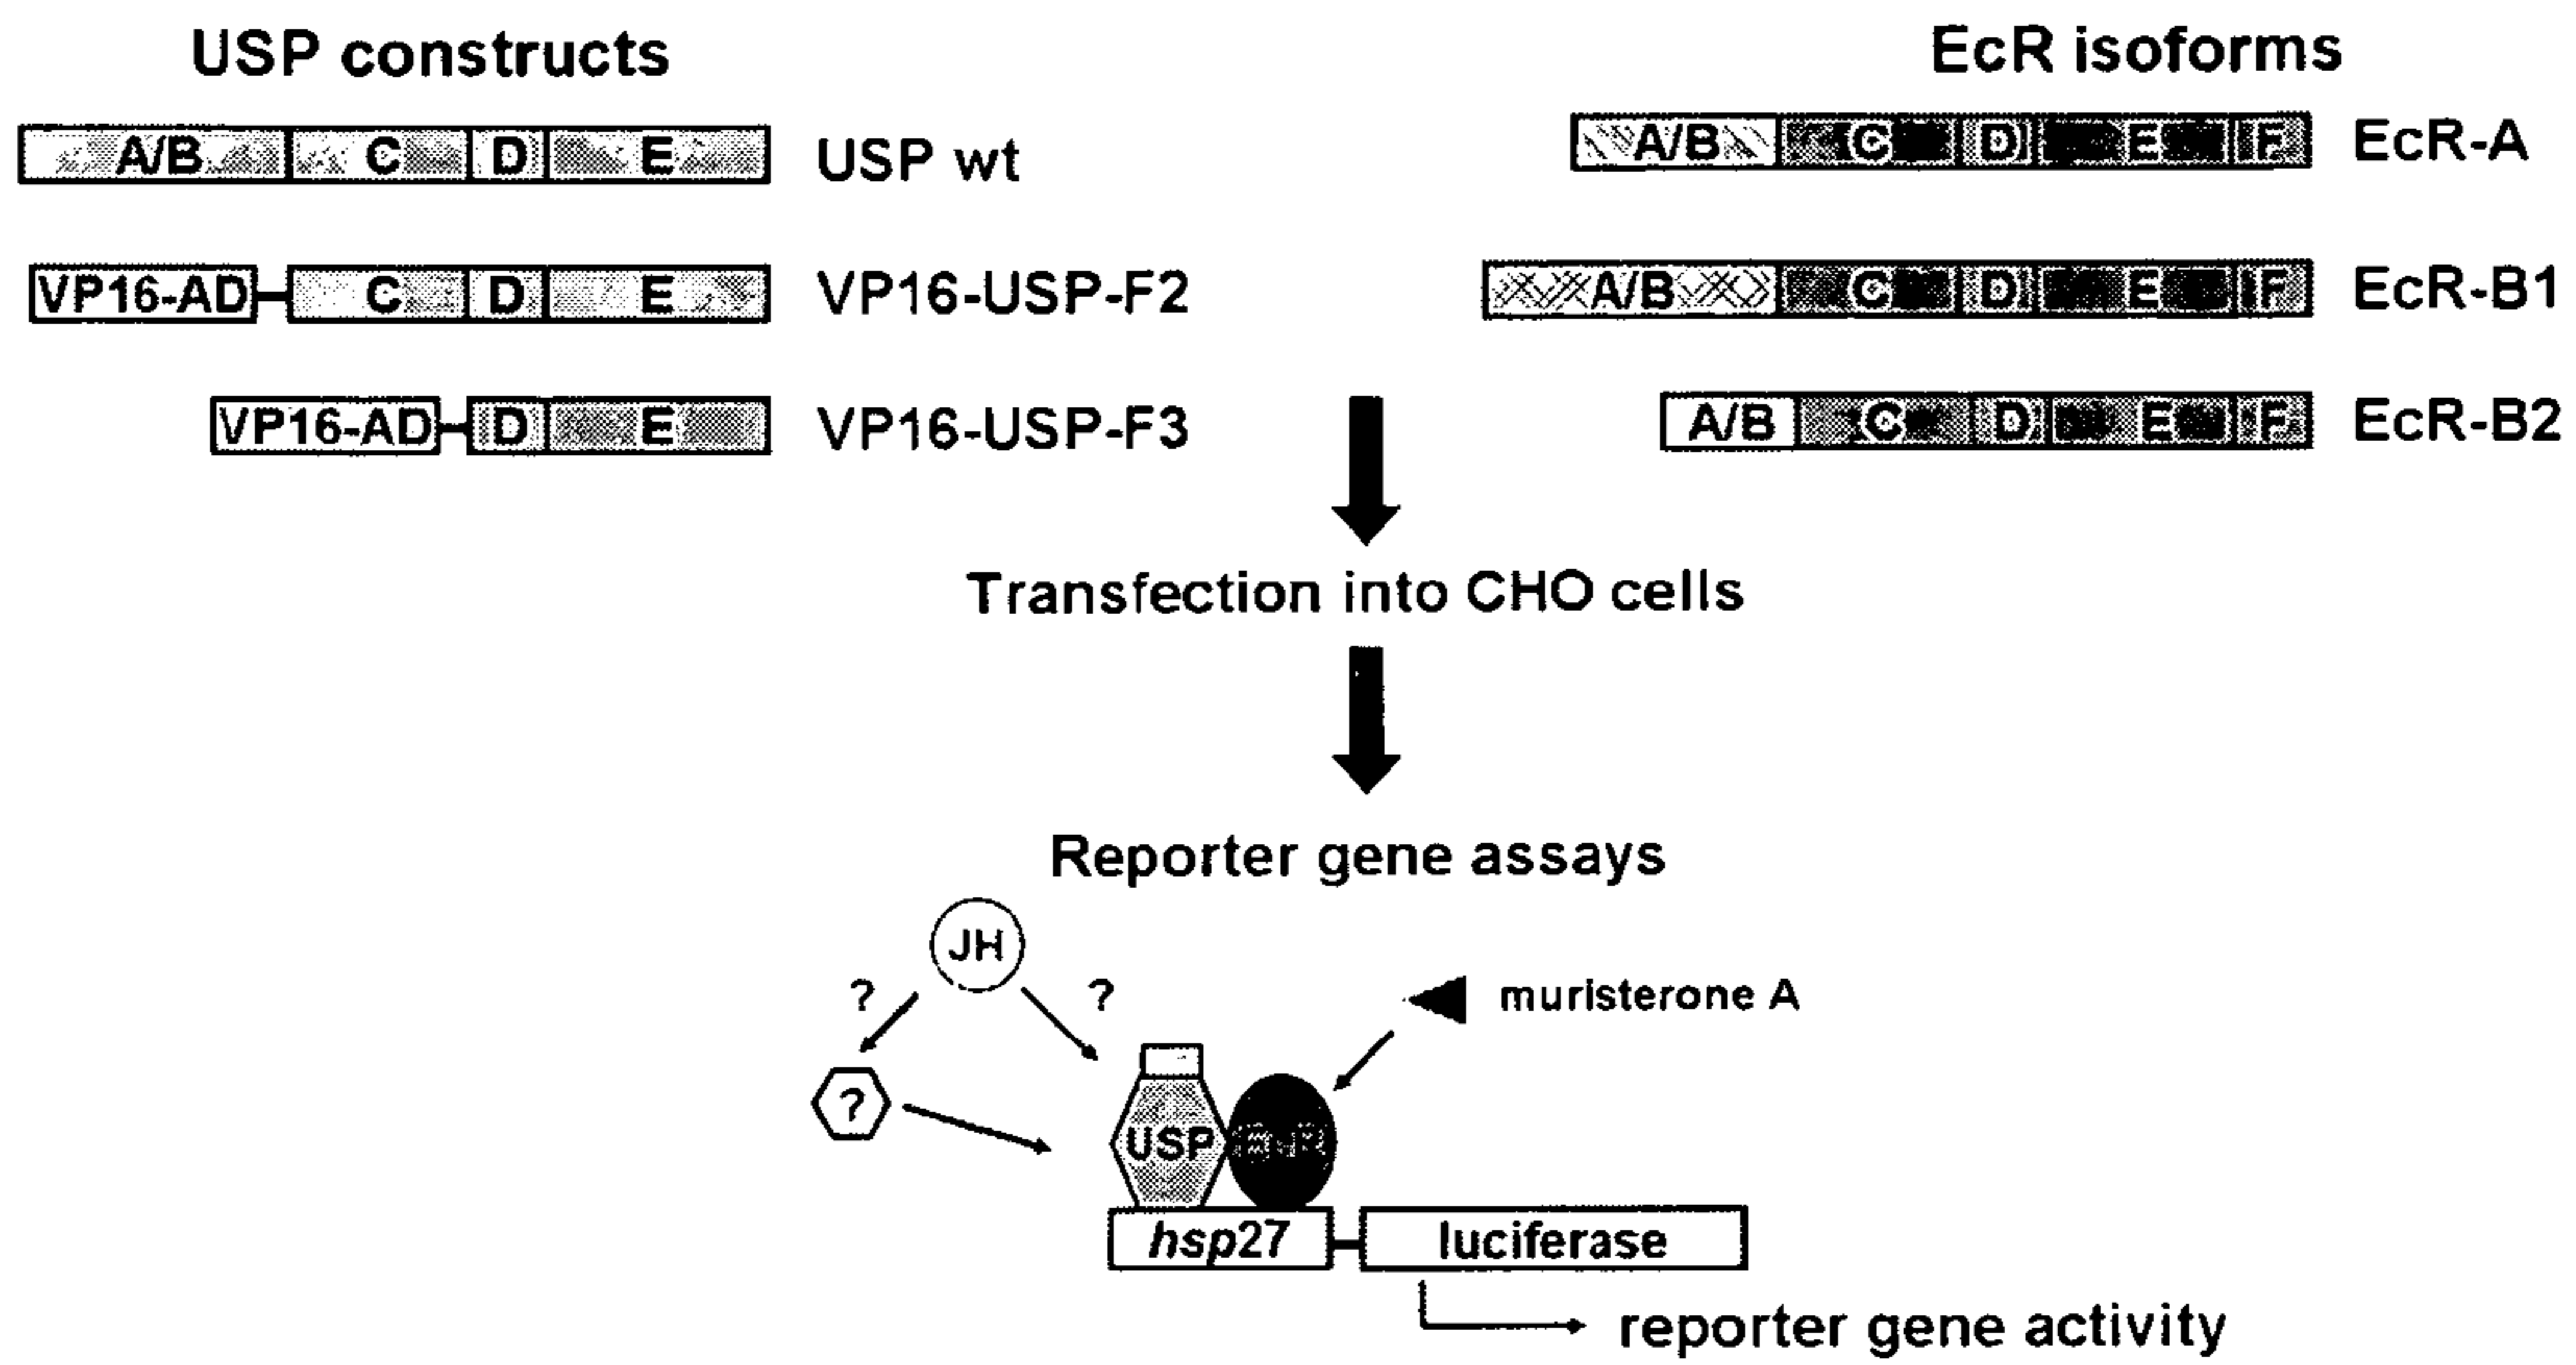 USP constructs
A/B C D E USP wt
VP16-AD C D E VP16-USP-F2
VP16-AD D E VP16-USP-F3
EcR isoforms
A/B C D E F EcR-A
A/B C D E F EcR-B1
A/B C D E F EcR-B2
Transfection into CHO cells
Reporter gene assays
JH
? ?
?
muristerone A
USP EcR
hsp27 luciferase
reporter gene activity